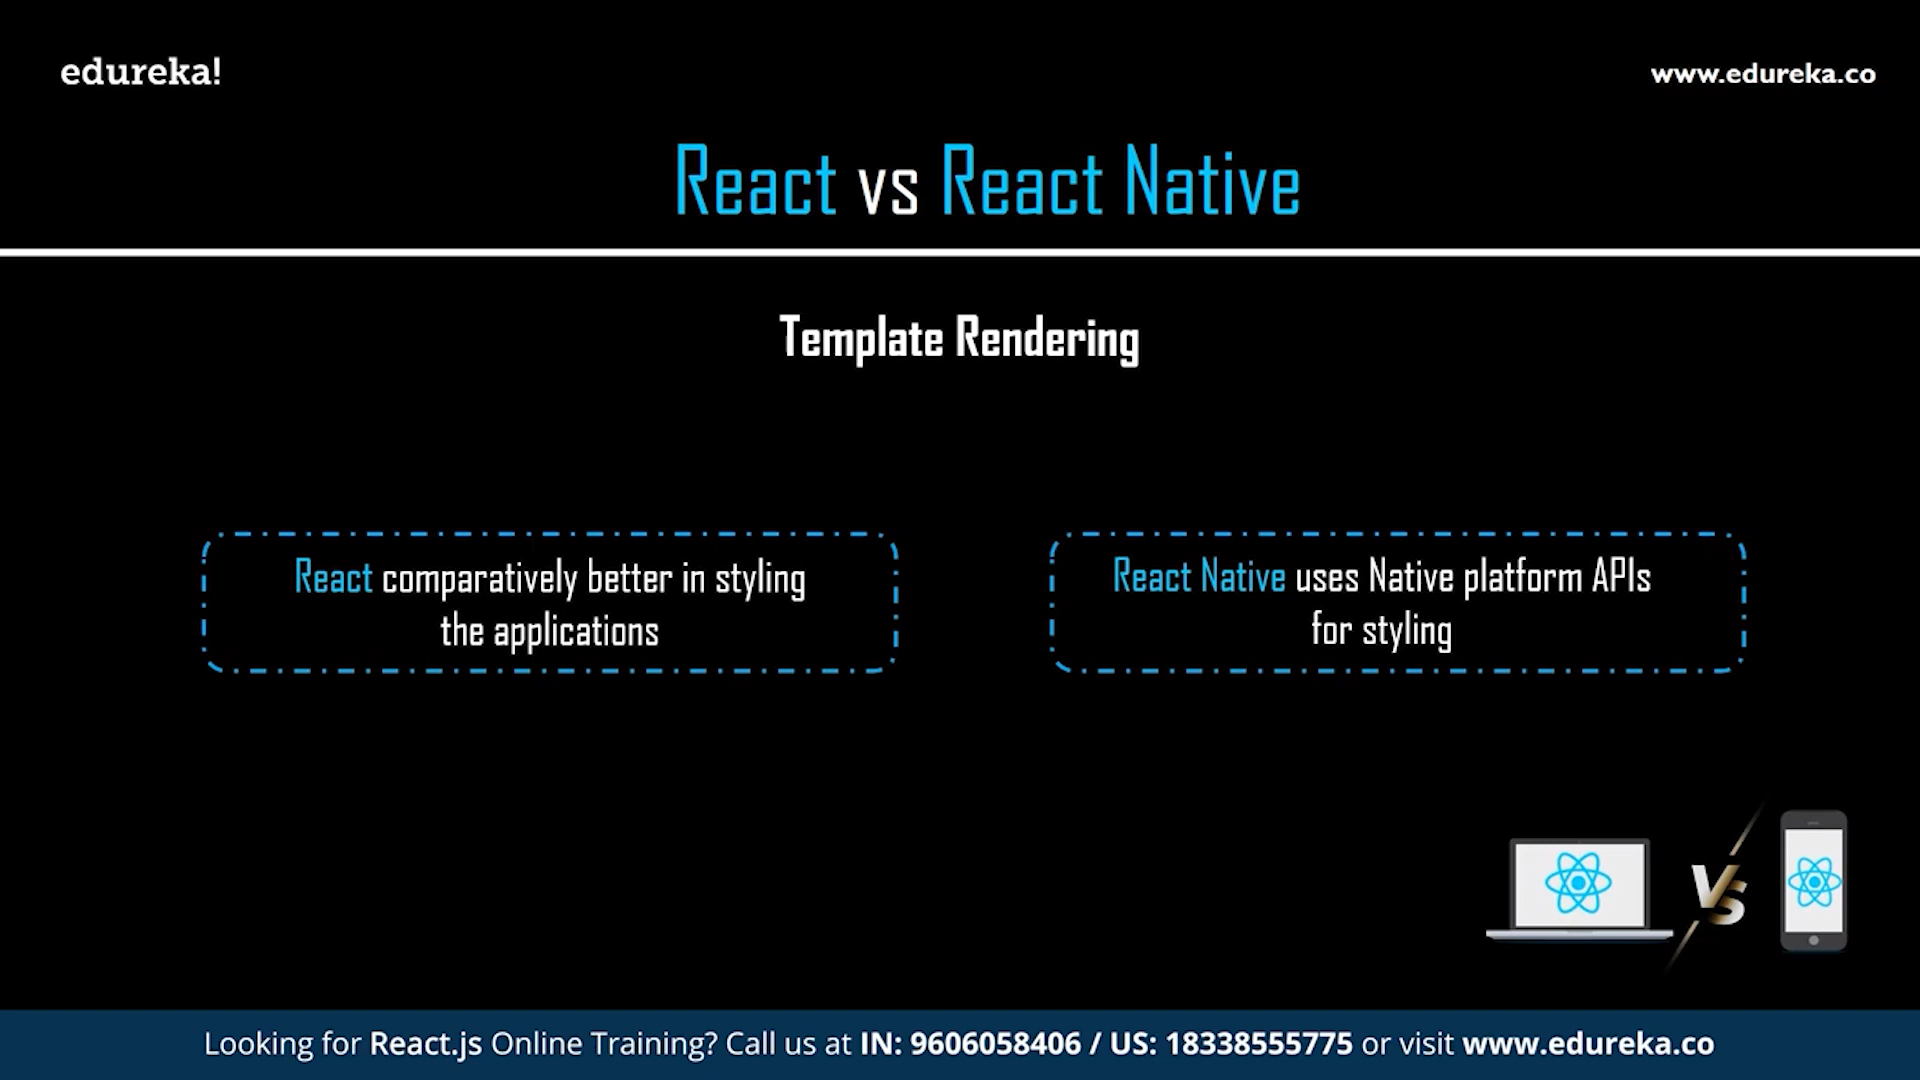 edureka!
www.edureka.co
React vs React Native
Template Rendering
React comparatively better in styling
the applications
React Native uses Native platform APIs
for styling
VS
Looking for React.js Online Training? Call us at IN: 9606058406 / US: 18338555775 or visit www.edureka.co